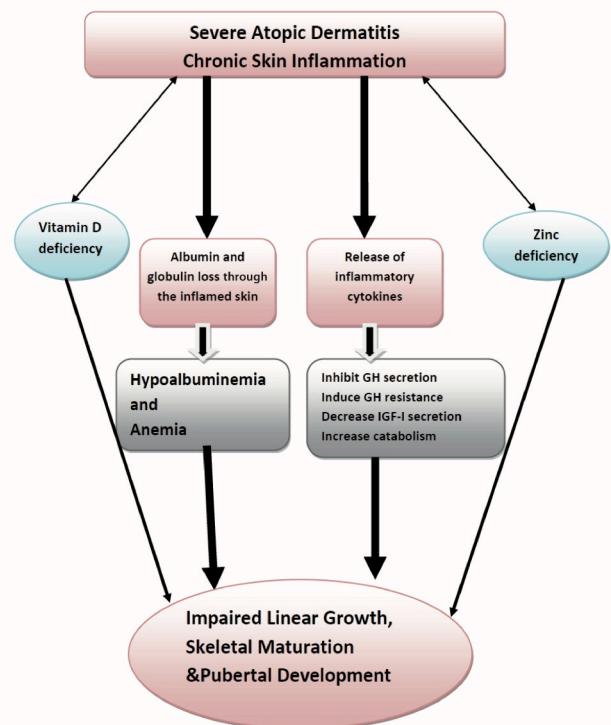 Severe Atopic Dermatitis
Chronic Skin Inflammation
Vitamin D
deficiency
Albumin and
globulin loss through
the inflamed skin
Release of
inflammatory
cytokines
Zinc
deficiency
Hypoalbuminemia
and
Anemia
Inhibit GH secretion
Induce GH resistance
Decrease IGF-I secretion
Increase catabolism
Impaired Linear Growth,
Skeletal Maturation
&Pubertal Development